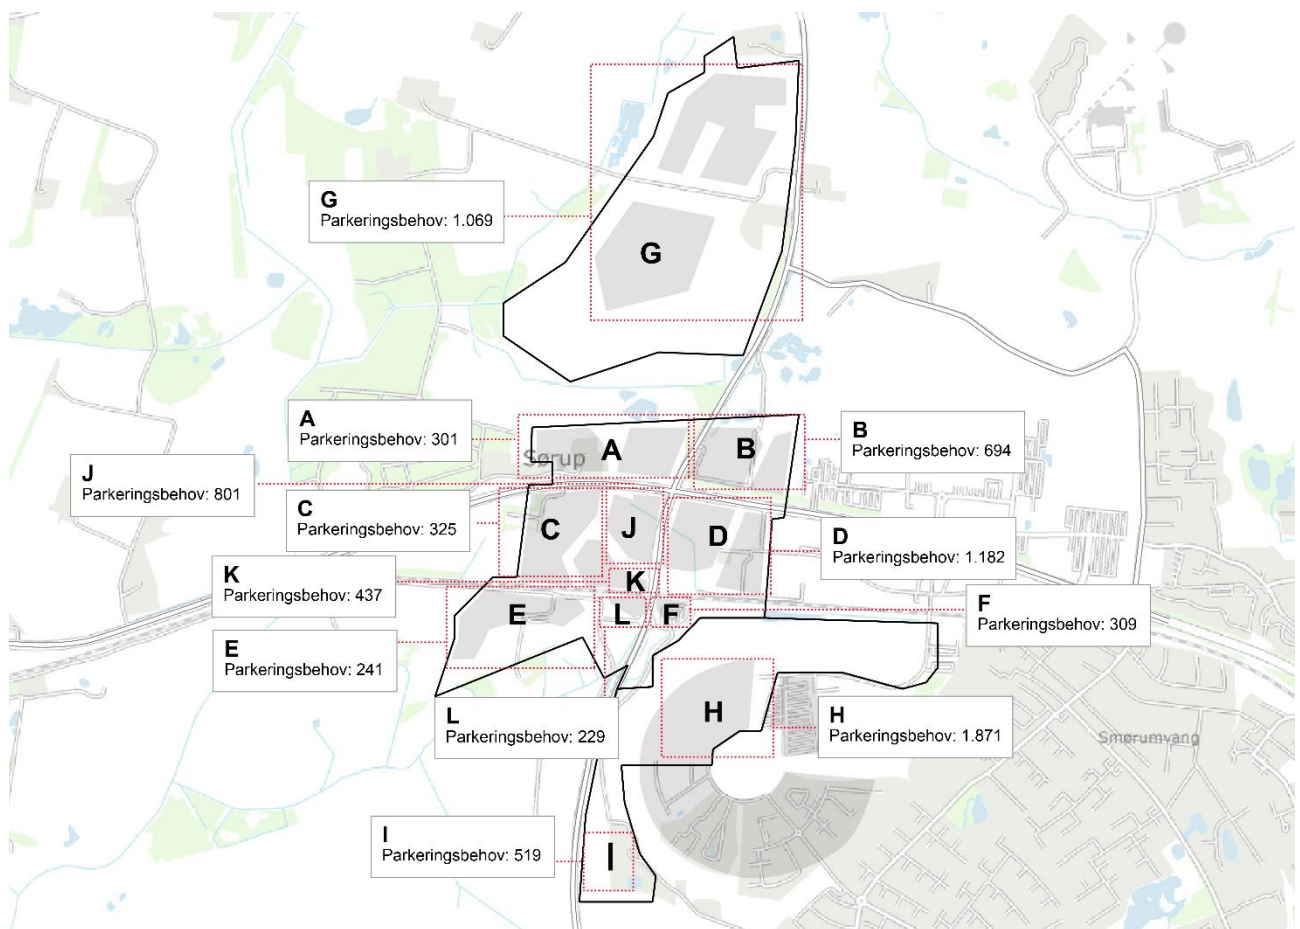 G
Parkeringsbehov: 1.069
G
A
Parkeringsbehov: 301
A
B
B
Parkeringsbehov: 694
Sørup
J
Parkeringsbehov: 801
C
Parkeringsbehov: 325
C
J
D
D
Parkeringsbehov: 1.182
K
Parkeringsbehov: 437
K
E
L
F
F
Parkeringsbehov: 309
E
Parkeringsbehov: 241
L
Parkeringsbehov: 229
H
H
Parkeringsbehov: 1.871
Smørumvang
I
Parkeringsbehov: 519
I